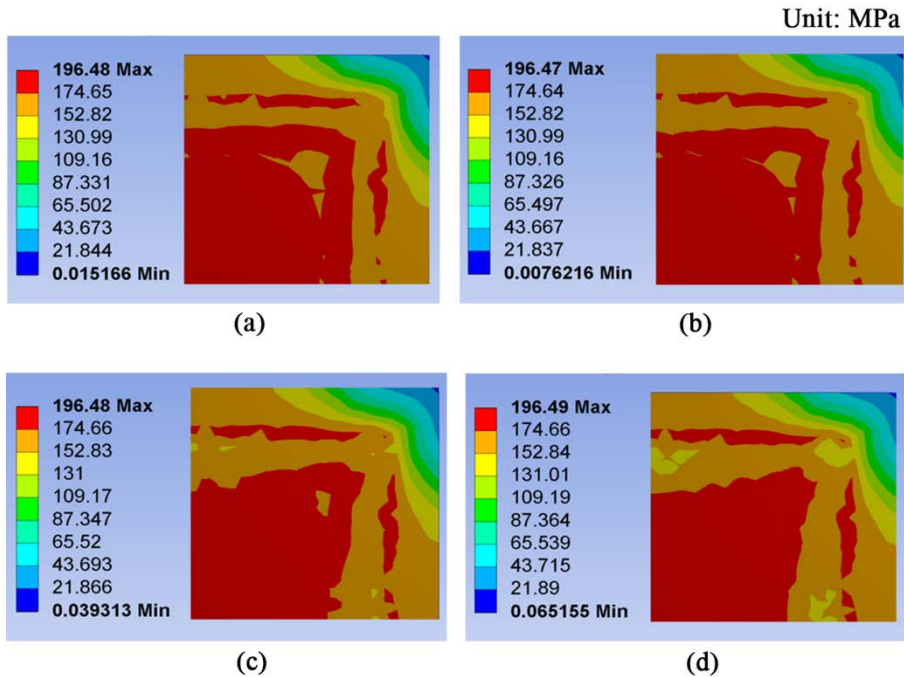 Unit: MPa
196.48 Max
174.65
152.82
130.99
109.16
87.331
65.502
43.673
21.844
0.015166 Min
(a)
196.47 Max
174.64
152.82
130.99
109.16
87.326
65.497
43.667
21.837
0.0076216 Min
(b)
196.48 Max
174.66
152.83
131
109.17
87.347
65.52
43.693
21.866
0.039313 Min
(c)
196.49 Max
174.66
152.84
131.01
109.19
87.364
65.539
43.715
21.89
0.065155 Min
(d)